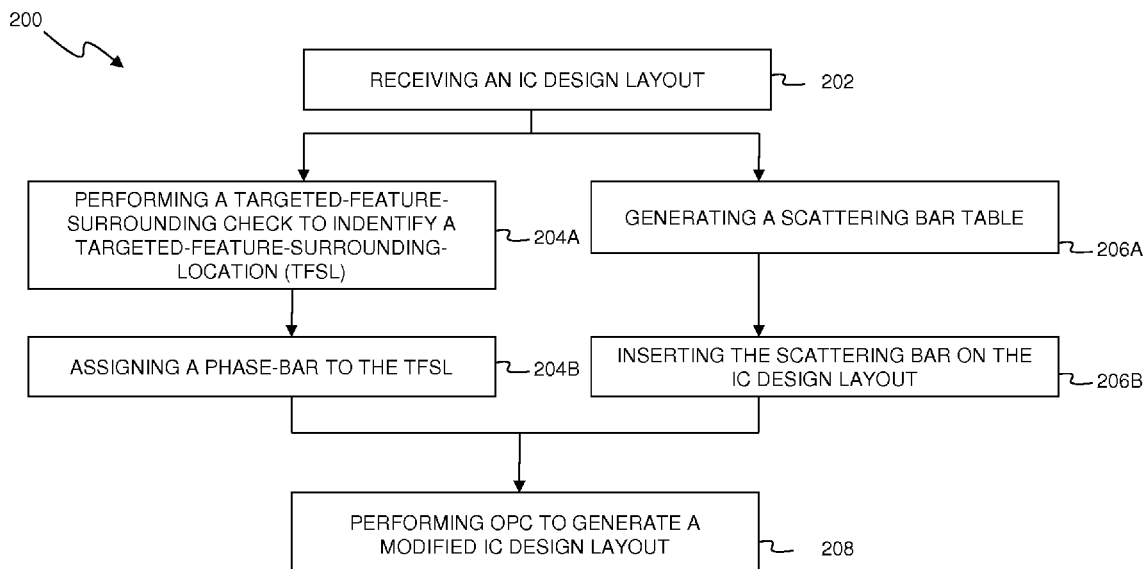 200
RECEIVING AN IC DESIGN LAYOUT
202
PERFORMING A TARGETED-FEATURE-
SURROUNDING CHECK TO INDENTIFY A
TARGETED-FEATURE-SURROUNDING-
LOCATION (TFSL)
204A
GENERATING A SCATTERING BAR TABLE
206A
ASSIGNING A PHASE-BAR TO THE TFSL
204B
INSERTING THE SCATTERING BAR ON THE
IC DESIGN LAYOUT
206B
PERFORMING OPC TO GENERATE A
MODIFIED IC DESIGN LAYOUT
208